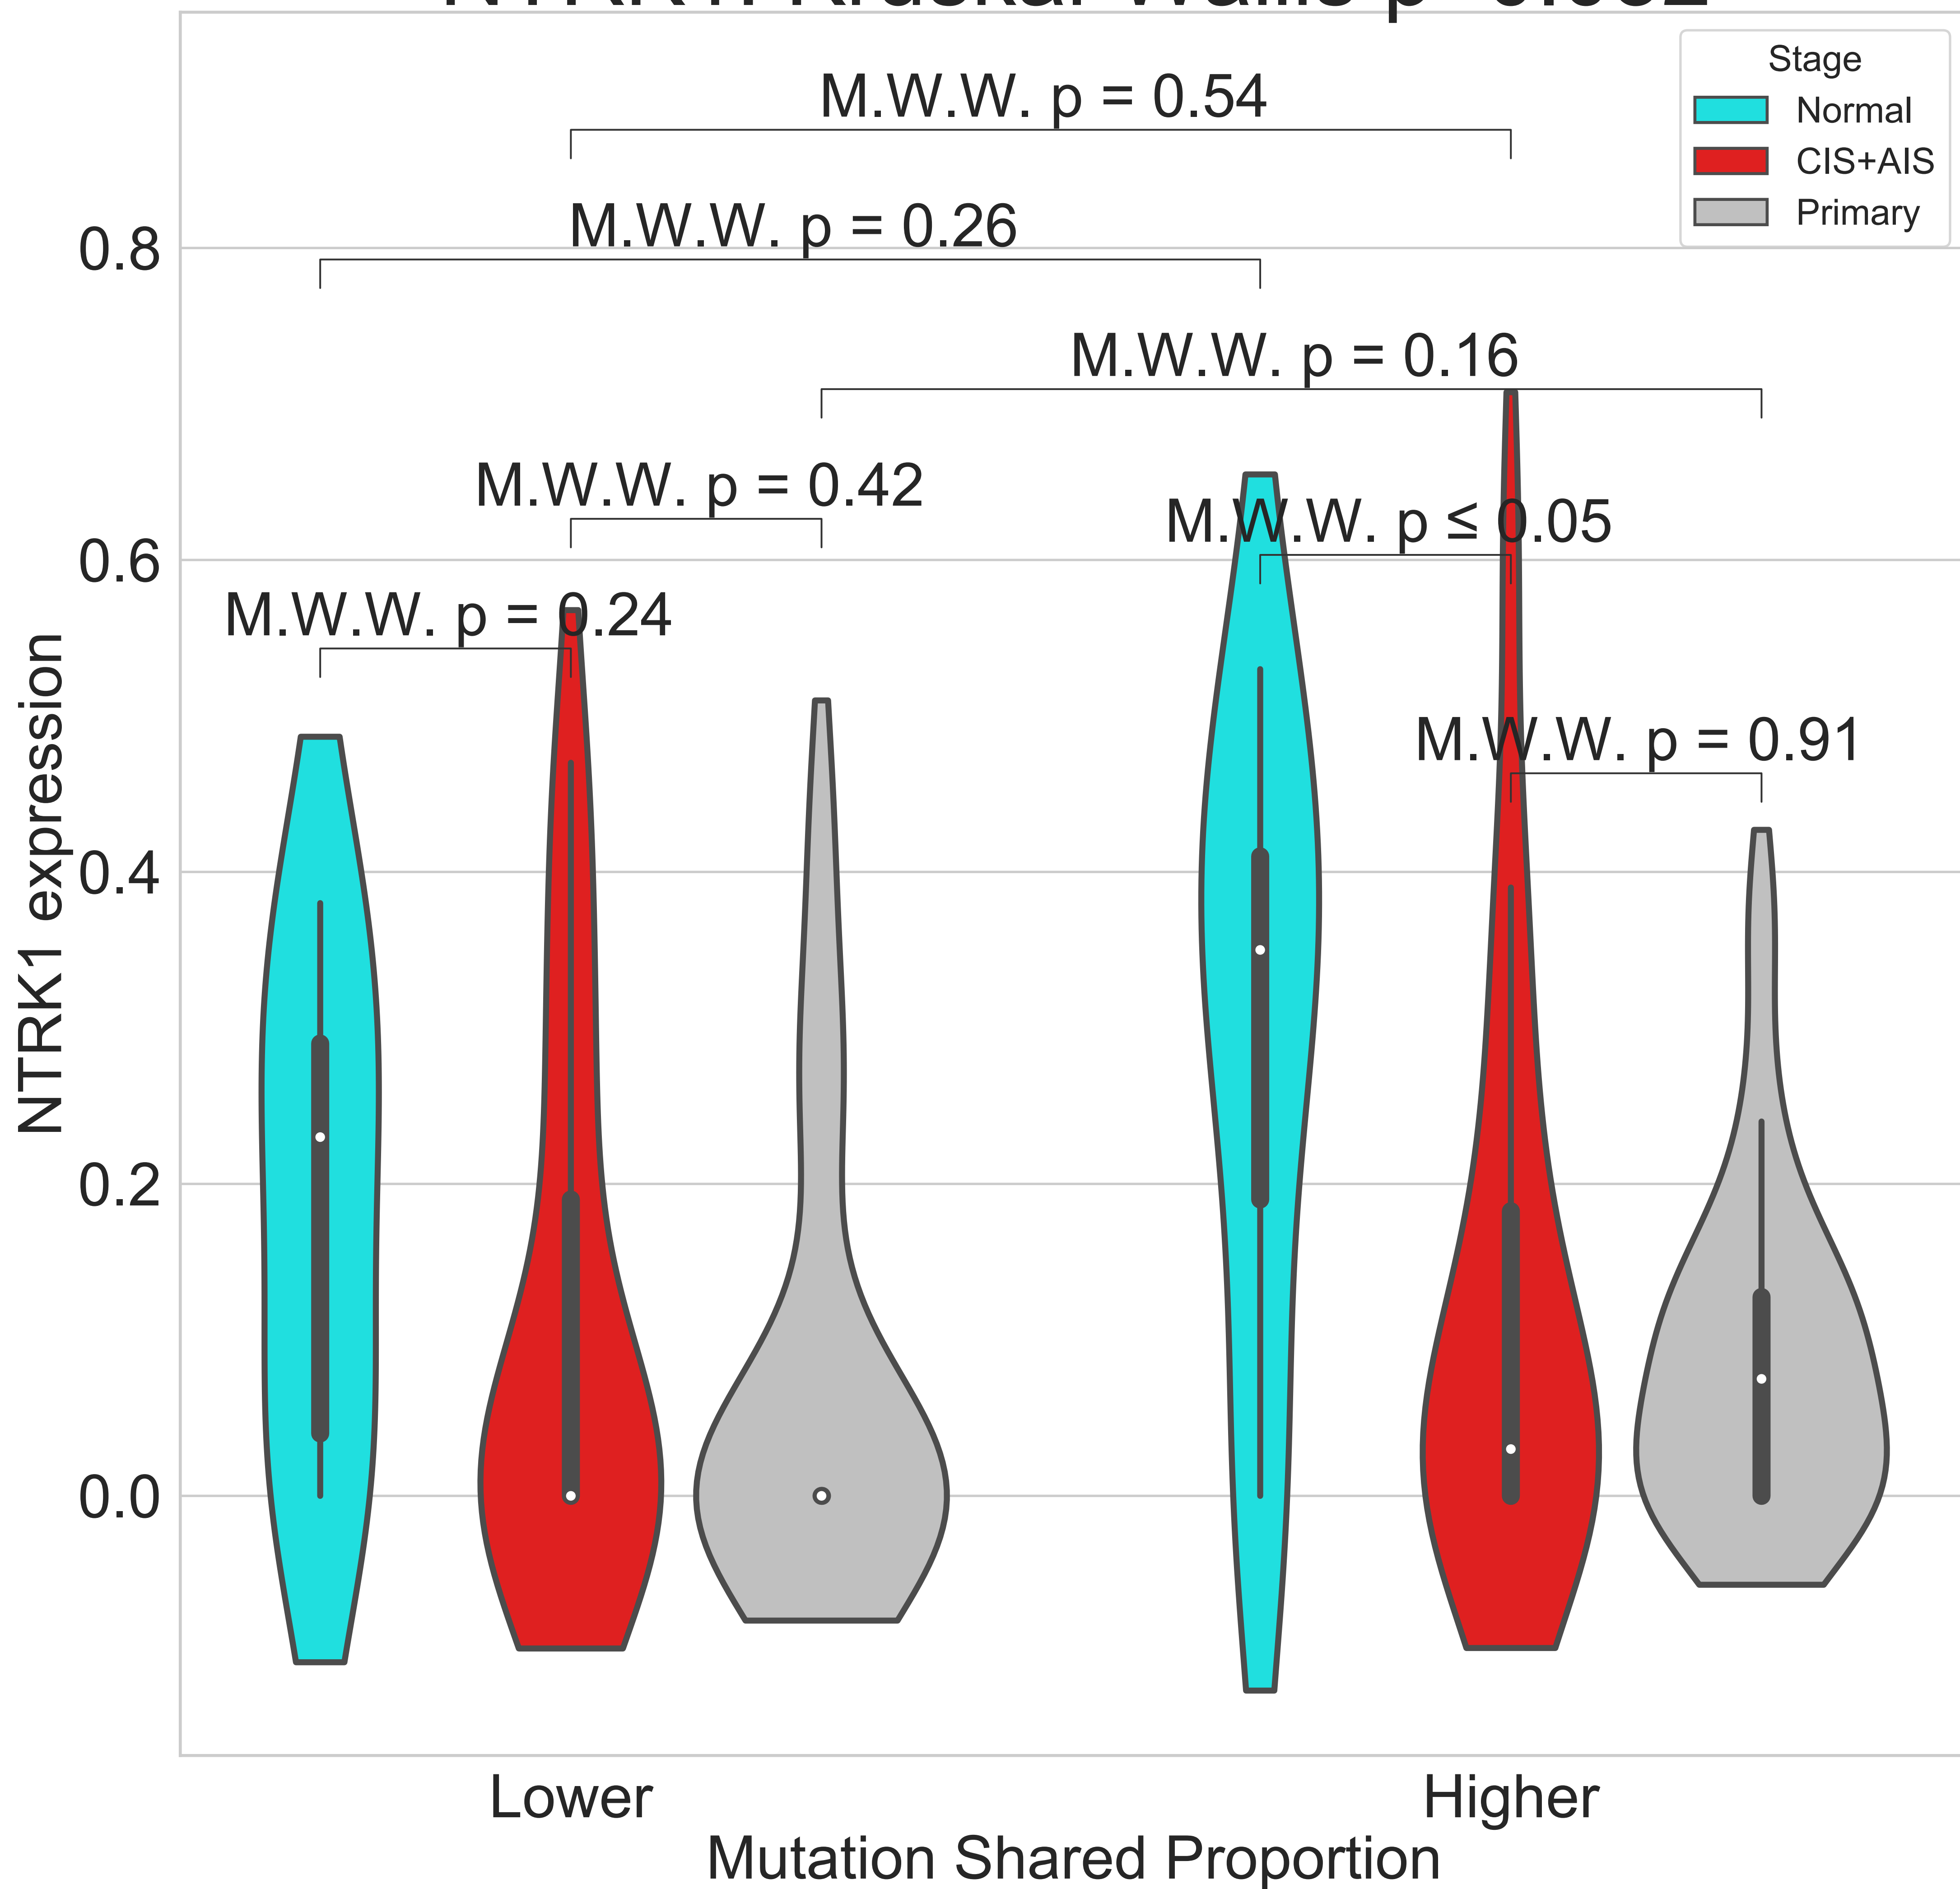 Stage
Normal
CIS+AIS
Primary
M.W.W. p = 0.54
M.W.W. p = 0.26
M.W.W. p = 0.16
M.W.W. p = 0.42
M.W.W. p ≤ 0.05
M.W.W. p = 0.24
M.W.W. p = 0.91
0.8
0.6
0.4
0.2
0.0
NTRK1 expression
Lower
Higher
Mutation Shared Proportion